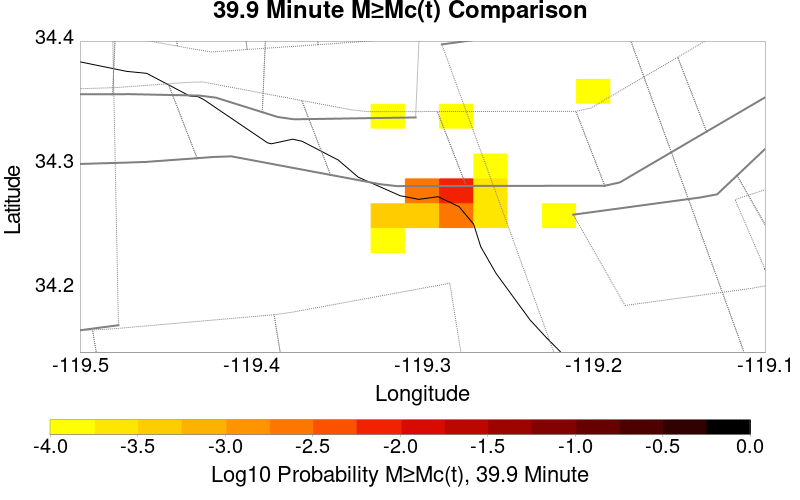 39.9 Minute M≥Mc(t) Comparison
34.4
34.3
34.2
Latitude
-119.5 -119.4 -119.3 -119.2 -119.1
Longitude
-4.0 -3.5 -3.0 -2.5 -2.0 -1.5 -1.0 -0.5 0.0
Log10 Probability M≥Mc(t), 39.9 Minute